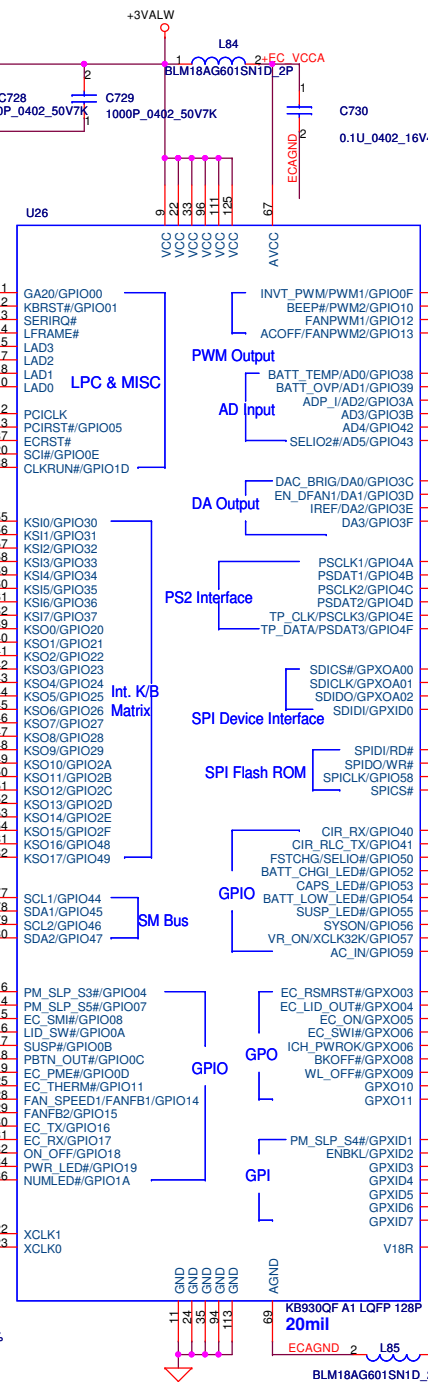 +3VALW
L84
1
2
+EC_VCCA
BLM18AG601SN1D_2P
C728
2
C729
0P_0402_50V7K
1
1000P_0402_50V7K
1
2
C730
0.1U_0402_16V4
ECAGND
U26
9
22
33
96
111
125
67
VCC
VCC
VCC
VCC
VCC
VCC
AVCC
GA20/GPIO00
KBRST#/GPIO01
SERIRQ#
LFRAME#
LAD3
LAD2
LAD1
LAD0
LPC & MISC
PCICLK
PCIRST#/GPIO05
ECRST#
SCI#/GPIO0E
CLKRUN#/GPIO1D
INVT_PWM/PWM1/GPIO0F
BEEP#/PWM2/GPIO10
FANPWM1/GPIO12
ACOFF/FANPWM2/GPIO13
PWM Output
BATT_TEMP/AD0/GPIO38
BATT_OVP/AD1/GPIO39
ADP_I/AD2/GPIO3A
AD3/GPIO3B
AD4/GPIO42
SELIO2#/AD5/GPIO43
AD Input
DAC_BRIG/DA0/GPIO3C
EN_DFAN1/DA1/GPIO3D
IREF/DA2/GPIO3E
DA3/GPIO3F
DA Output
KSI0/GPIO30
KSI1/GPIO31
KSI2/GPIO32
KSI3/GPIO33
KSI4/GPIO34
KSI5/GPIO35
KSI6/GPIO36
KSI7/GPIO37
KSO0/GPIO20
KSO1/GPIO21
KSO2/GPIO22
KSO3/GPIO23
KSO4/GPIO24
KSO5/GPIO25
KSO6/GPIO26
KSO7/GPIO27
KSO8/GPIO28
KSO9/GPIO29
KSO10/GPIO2A
KSO11/GPIO2B
KSO12/GPIO2C
KSO13/GPIO2D
KSO14/GPIO2E
KSO15/GPIO2F
KSO16/GPIO48
KSO17/GPIO49
Int. K/B
Matrix
PSCLK1/GPIO4A
PSDAT1/GPIO4B
PSCLK2/GPIO4C
PSDAT2/GPIO4D
TP_CLK/PSCLK3/GPIO4E
TP_DATA/PSDAT3/GPIO4F
PS2 Interface
SDICS#/GPXOA00
SDICLK/GPXOA01
SDIDO/GPXOA02
SDIDI/GPXID0
SPI Device Interface
SPIDI/RD#
SPIDO/WR#
SPICLK/GPIO58
SPICS#
SPI Flash ROM
CIR_RX/GPIO40
CIR_RLC_TX/GPIO41
FSTCHG/SELIO#/GPIO50
BATT_CHGI_LED#/GPIO52
CAPS_LED#/GPIO53
BATT_LOW_LED#/GPIO54
SUSP_LED#/GPIO55
SYSON/GPIO56
VR_ON/XCLK32K/GPIO57
AC_IN/GPIO59
GPIO
SCL1/GPIO44
SDA1/GPIO45
SCL2/GPIO46
SDA2/GPIO47
SM Bus
PM_SLP_S3#/GPIO04
PM_SLP_S5#/GPIO07
EC_SMI#/GPIO08
LID_SW#/GPIO0A
SUSP#/GPIO0B
PBTN_OUT#/GPIO0C
EC_PME#/GPIO0D
EC_THERM#/GPIO11
FAN_SPEED1/FANFB1/GPIO14
FANFB2/GPIO15
EC_TX/GPIO16
EC_RX/GPIO17
ON_OFF/GPIO18
PWR_LED#/GPIO19
NUMLED#/GPIO1A
GPIO
EC_RSMRST#/GPXO03
EC_LID_OUT#/GPXO04
EC_ON/GPXO05
EC_SWI#/GPXO06
ICH_PWROK/GPXO06
BKOFF#/GPXO08
WL_OFF#/GPXO09
GPXO10
GPXO11
GPO
PM_SLP_S4#/GPXID1
ENBKL/GPXID2
GPXID3
GPXID4
GPXID5
GPXID6
GPXID7
GPI
XCLK1
XCLK0
V18R
GND
GND
GND
GND
GND
AGND
11
24
35
94
113
69
KB930QF A1 LQFP 128P
20mil
ECAGND
2
L85
BLM18AG601SN1D_2